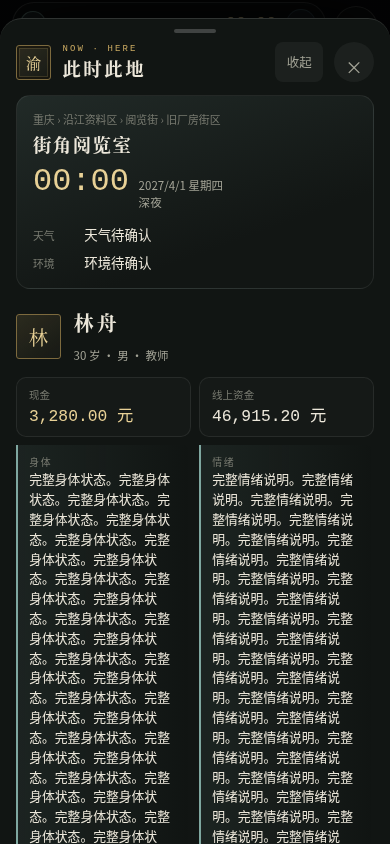 渝
NOW · HERE
此时此地
收起
重庆 › 沿江资料区 › 阅览街 › 旧厂房街区
街角阅览室
00:00
2027/4/1 星期四
深夜
天气 天气待确认
环境 环境待确认
林
林舟
30 岁 · 男 · 教师
现金
3,280.00 元
线上资金
46,915.20 元
身体
完整身体状态。完整身体
状态。完整身体状态。完
整身体状态。完整身体状
态。完整身体状态。完整
身体状态。完整身体状
态。完整身体状态。完整
身体状态。完整身体状
态。完整身体状态。完整
身体状态。完整身体状
态。完整身体状态。完整
身体状态。完整身体状
态。完整身体状态。完整
身体状态。完整身体状
态。完整身体状态。完整
身体状态。完整身体状
态。完整身体状态。完整
身体状态。完整身体状
态。完整身体状态。完整
身体状态。完整身体状
情绪
完整情绪说明。完整情绪
说明。完整情绪说明。完
整情绪说明。完整情绪说
明。完整情绪说明。完整
情绪说明。完整情绪说
明。完整情绪说明。完整
情绪说明。完整情绪说
明。完整情绪说明。完整
情绪说明。完整情绪说
明。完整情绪说明。完整
情绪说明。完整情绪说
明。完整情绪说明。完整
情绪说明。完整情绪说
明。完整情绪说明。完整
情绪说明。完整情绪说
明。完整情绪说明。完整
情绪说明。完整情绪说
明。完整情绪说明。完整
情绪说明。完整情绪说